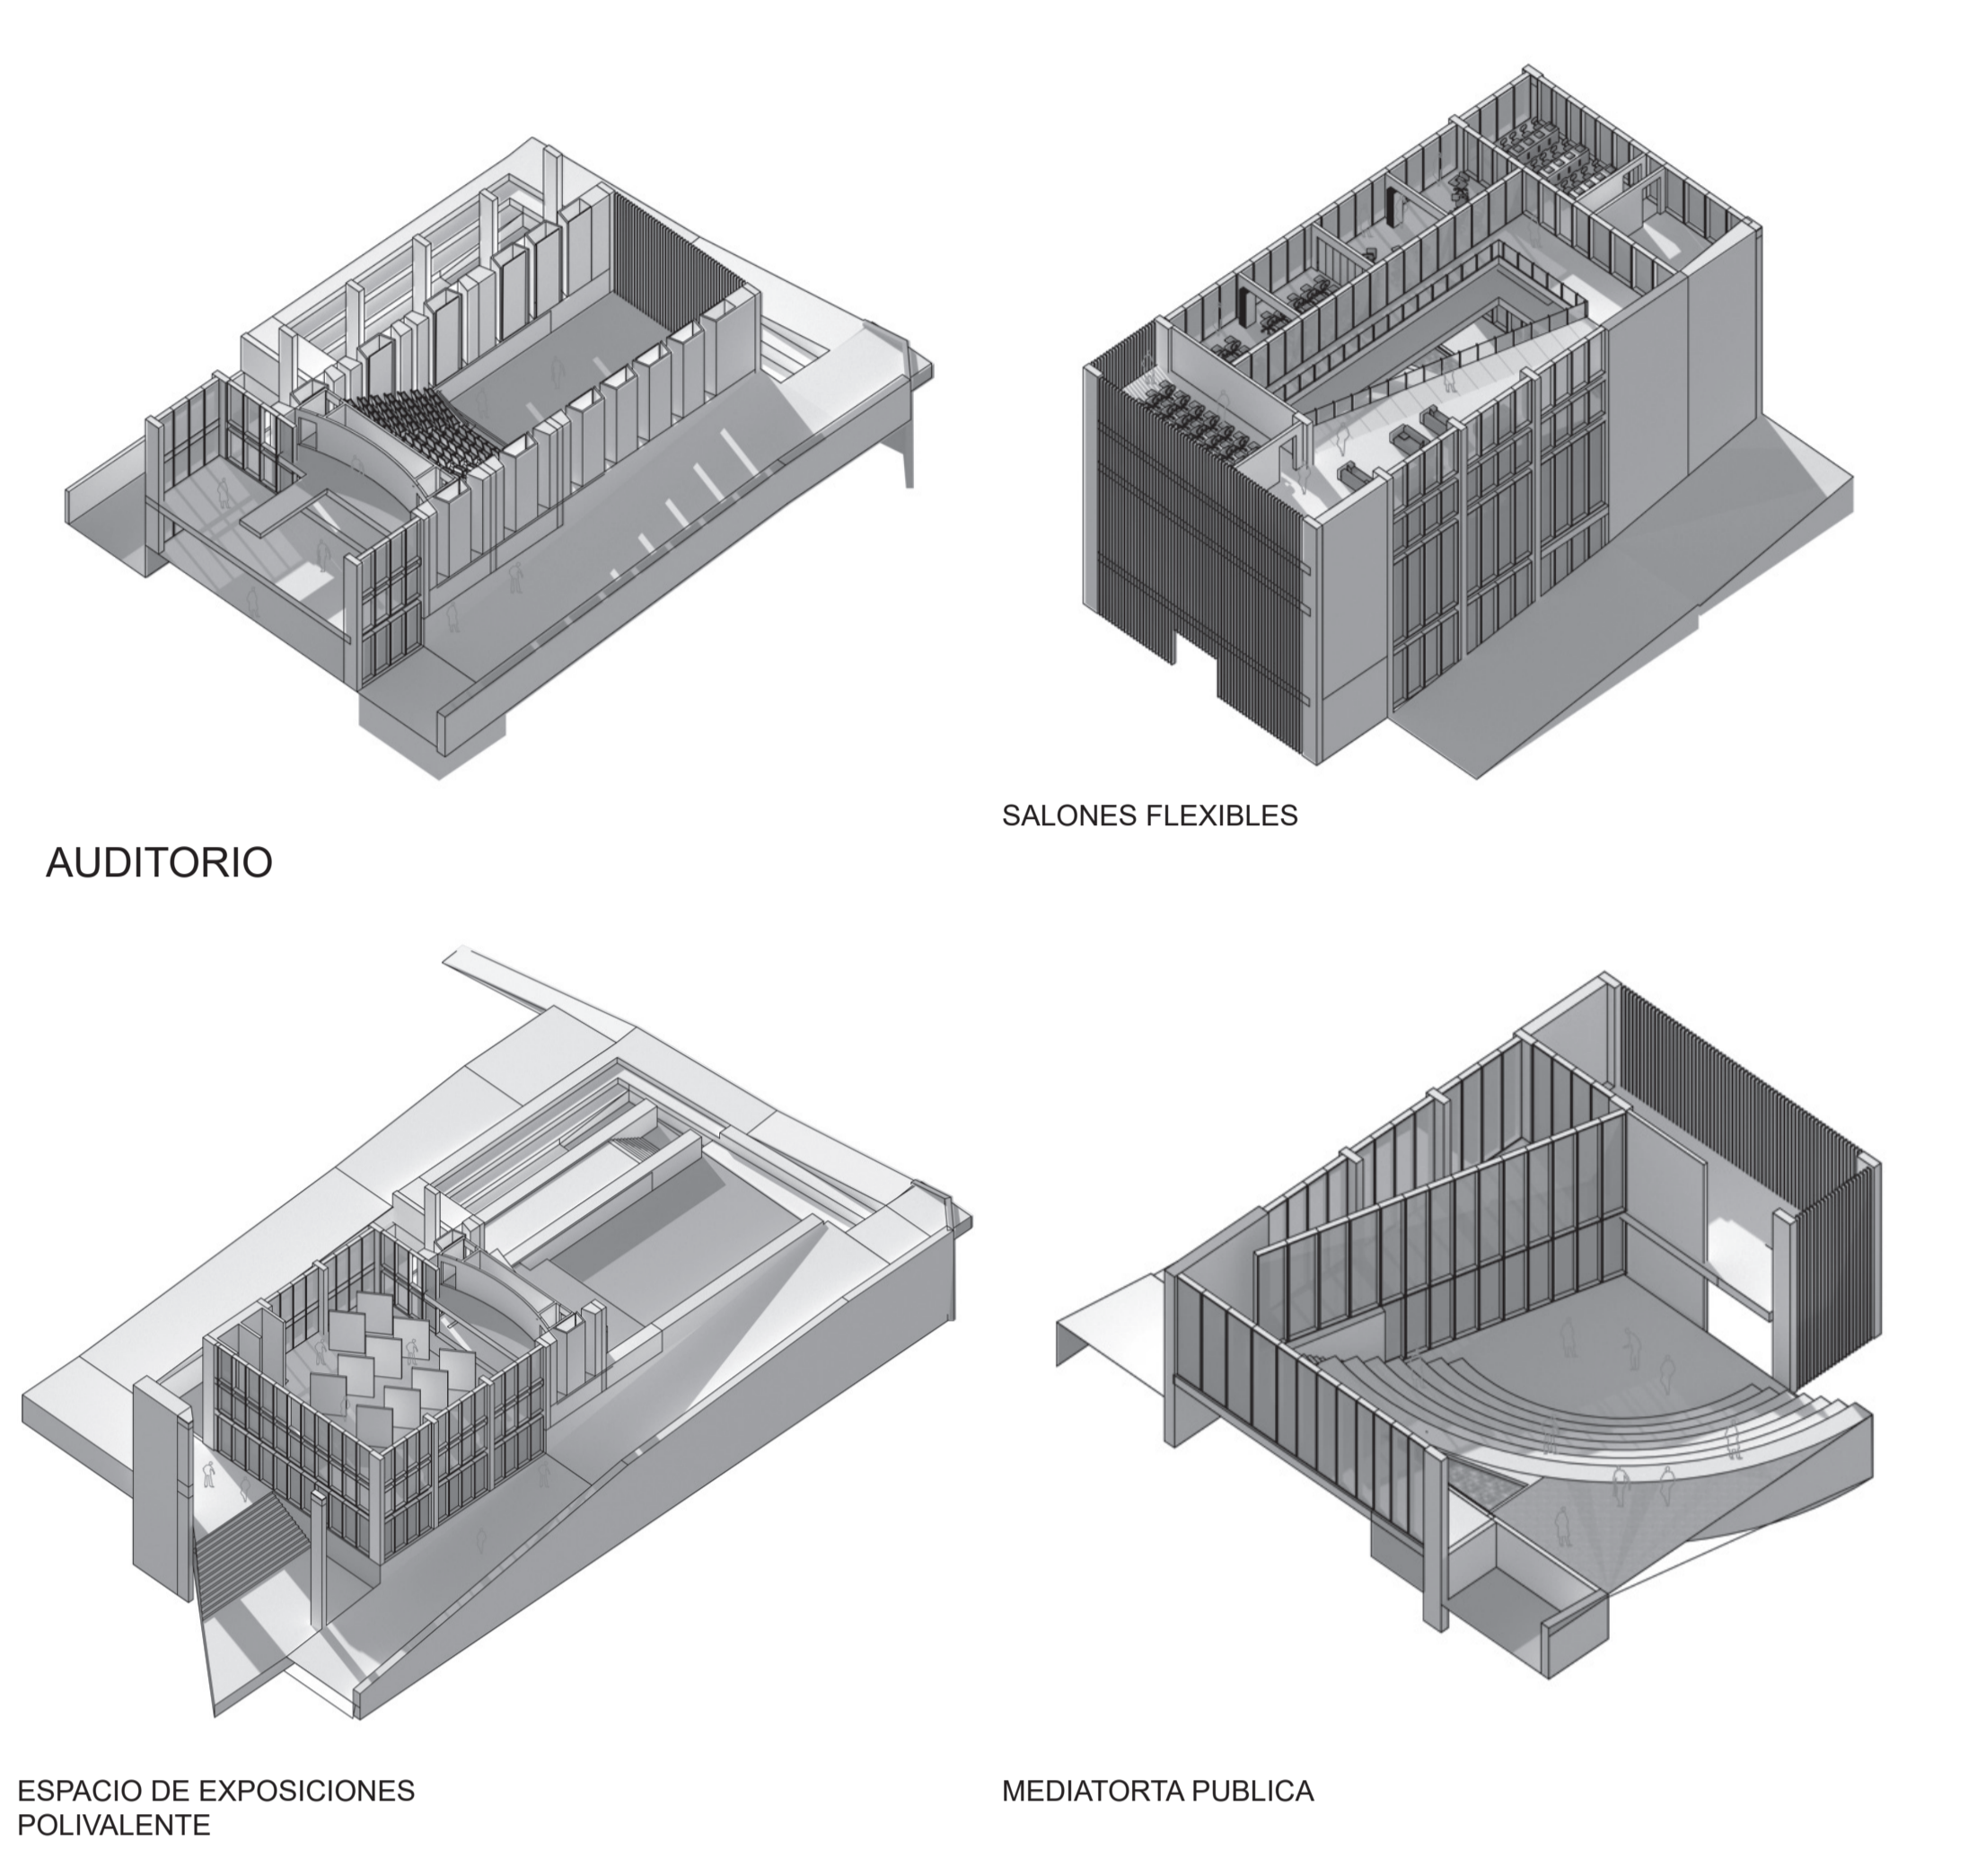 SALONES FLEXIBLES
AUDITORIO
ESPACIO DE EXPOSICIONES
POLIVALENTE
MEDIATORTA PUBLICA